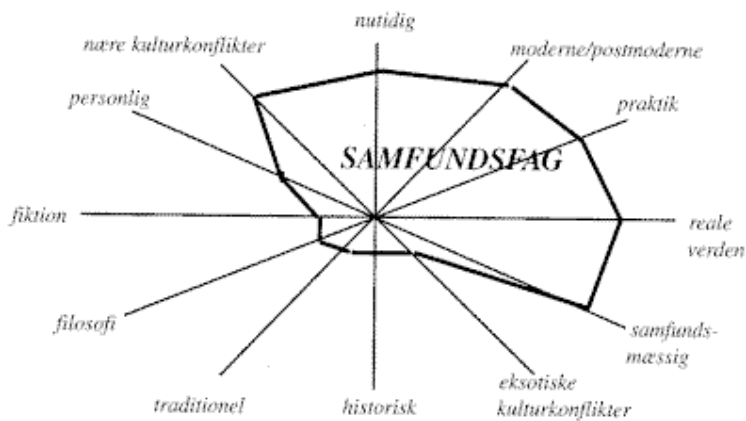 nutidig
nære kulturkonflikter
moderne/postmoderne
personlig
praktik
SAMFUNDSFAG
fiktion
reale
verden
filosofi
samfunds-
mæssig
traditionel
historisk
eksotiske
kulturkonflikter